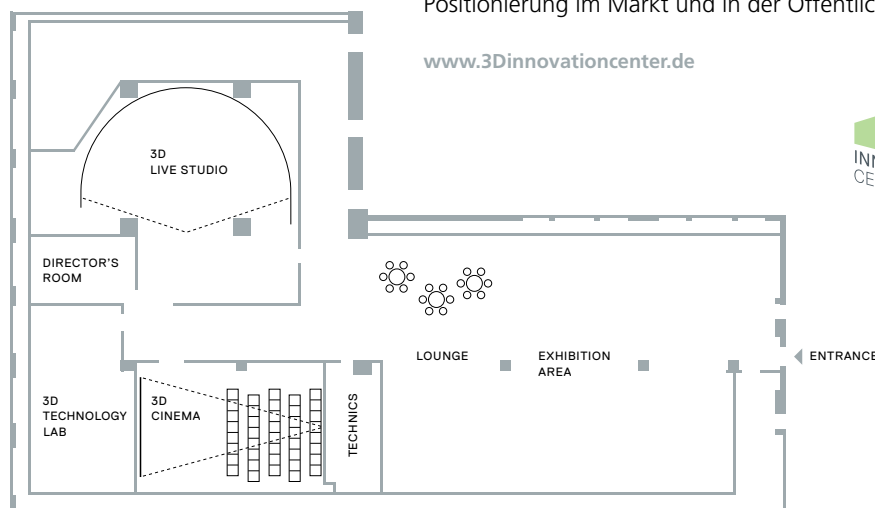 Positionierung im Markt und in der Öffentlic
www.3Dinnovationcenter.de
3D
LIVE STUDIO
DIRECTOR'S
ROOM
LOUNGE
EXHIBITION
AREA
ENTRANCE
3D
TECHNOLOGY
LAB
3D
CINEMA
TECHNICS